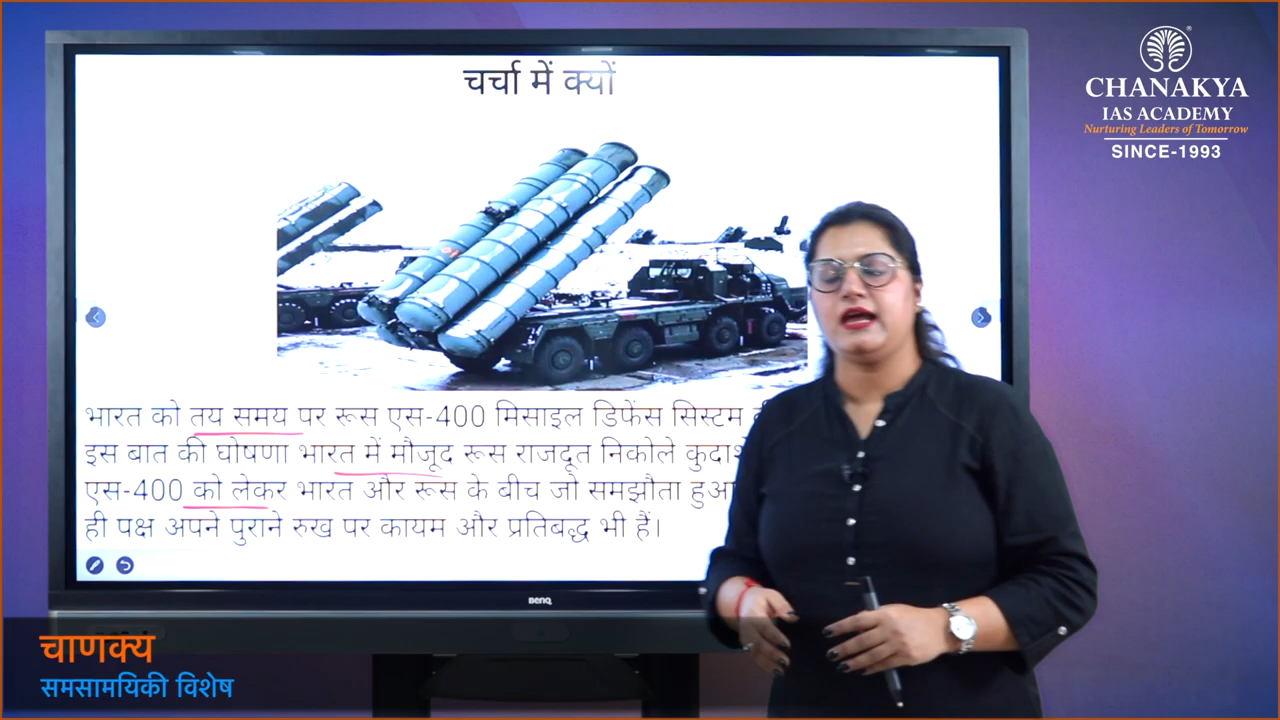 चर्चा में क्यों
CHANAKYA
IAS ACADEMY
Nurturing Leaders of Tomorrow
SINCE-1993
भारत को तय समय पर रूस एस-400 मिसाइल डिफेंस सिस्टम
इस बात की घोषणा भारत में मौजूद रूस राजदूत निकोले
एस-400 को लेकर भारत और रूस के बीच जो समझौता
ही पक्ष अपने पुराने रुख पर कायम और प्रतिबद्ध भी हैं।
BenQ
चाणक्य
समसामयिकी विशेष